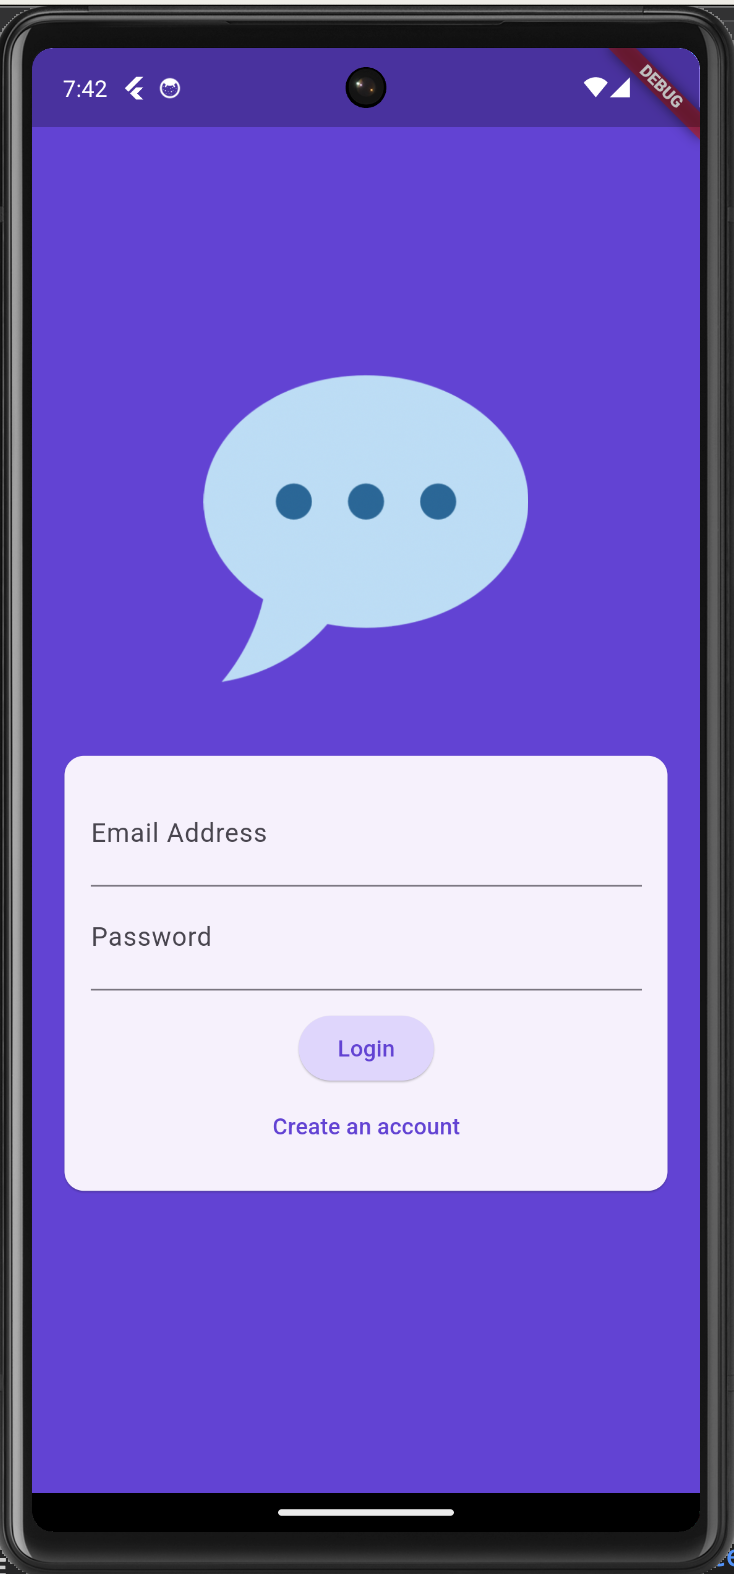 7:42
DEBUG
Email Address
Password
Login
Create an account